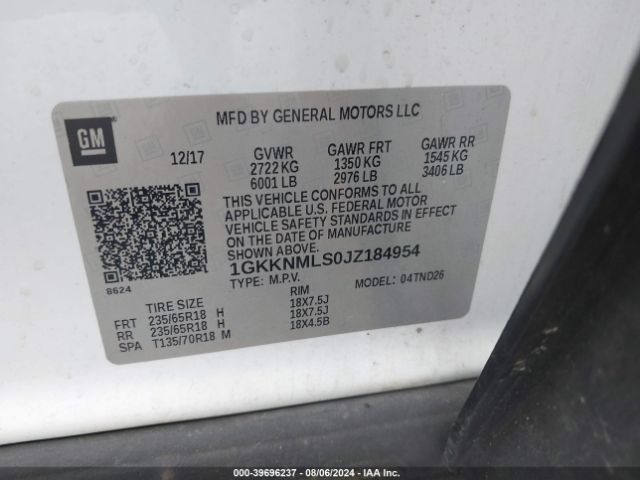 GM
MFD BY GENERAL MOTORS LLC
12/17
GVWR
2722 KG
6001 LB
GAWR FRT
1350 KG
2976 LB
GAWR RR
1545 KG
3406 LB
THIS VEHICLE CONFORMS TO ALL
APPLICABLE U.S. FEDERAL MOTOR
VEHICLE SAFETY STANDARDS IN EFFECT
ON THE DATE OF MANUFACTURE
1GKKNMLS0JZ184954
TYPE: M.P.V.
MODEL: 04TND26
8624
TIRE SIZE
RIM
FRT 235/65R18 H 18X7.5J
RR 235/65R18 H 18X7.5J
SPA T135/70R18 M 18X4.5B
000-39696237 - 08/06/2024 - IAA Inc.